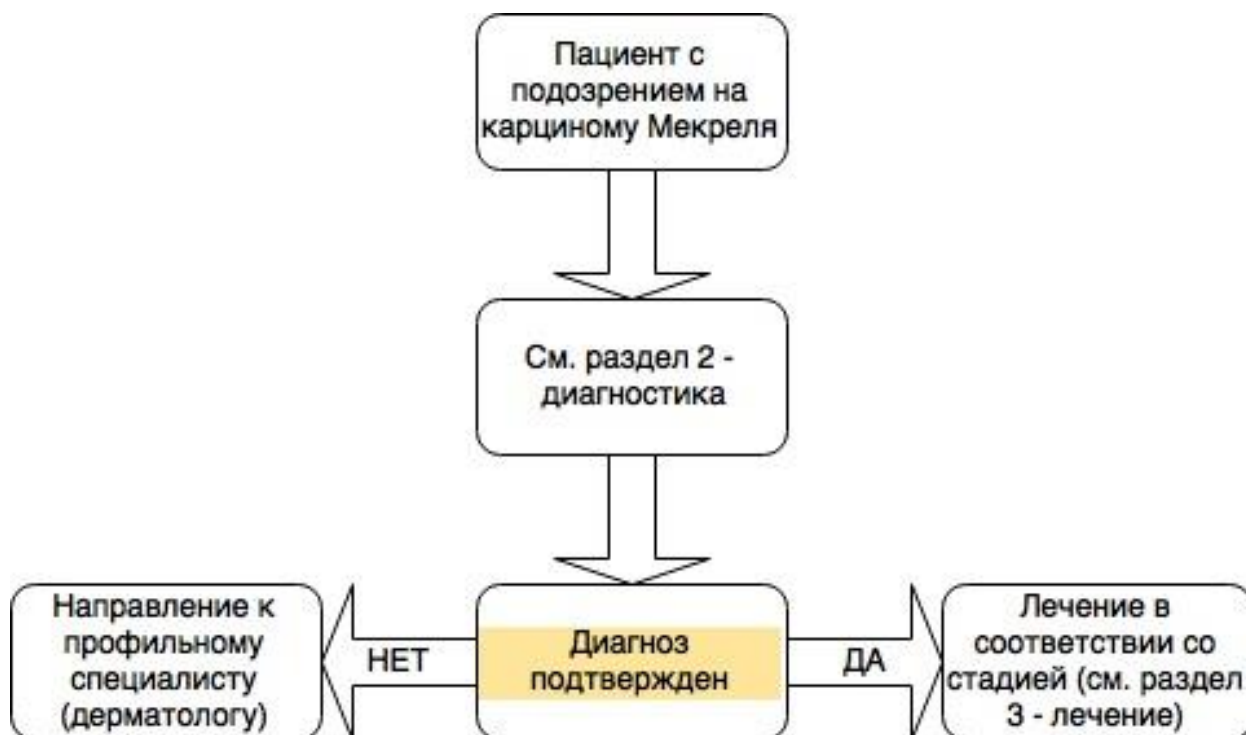 Пациент с
подозрением на
карциному Мекреля
См. раздел 2 -
диагностика
Направление к
профильному
специалисту
(дерматологу)
НЕТ
Диагноз
подтвержден
ДА
Лечение в
соответствии со
стадией (см. раздел
3 - лечение)